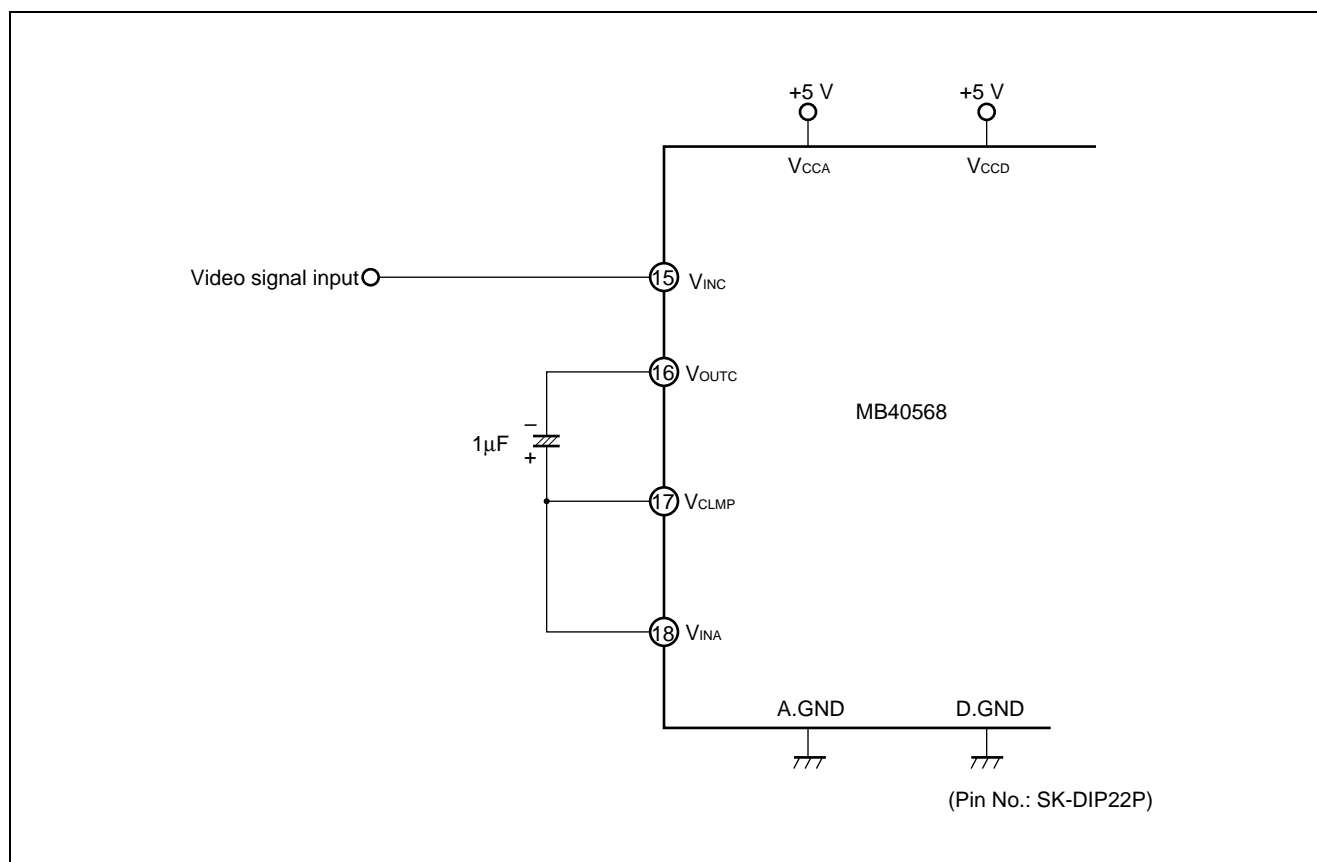 +5 V
+5 V
VCCA
VCCD
Video signal input
15
VINC
16
VOUTC
MB40568
–
1μF
+
17
VCLMP
18
VINA
A.GND
D.GND
(Pin No.: SK-DIP22P)